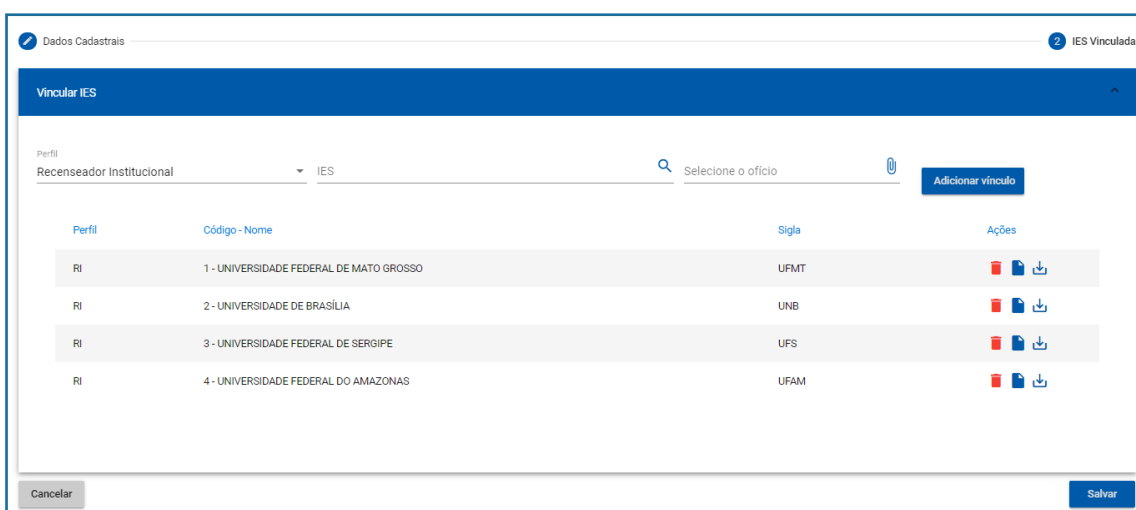 Dados Cadastrais 2 IES Vinculada
Vincular IES
Perfil
Recenseador Institucional IES Selecione o ofício Adicionar vínculo
Perfil Código - Nome Sigla Ações
RI 1 - UNIVERSIDADE FEDERAL DE MATO GROSSO UFMT
RI 2 - UNIVERSIDADE DE BRASÍLIA UNB
RI 3 - UNIVERSIDADE FEDERAL DE SERGIPE UFS
RI 4 - UNIVERSIDADE FEDERAL DO AMAZONAS UFAM
Cancelar Salvar